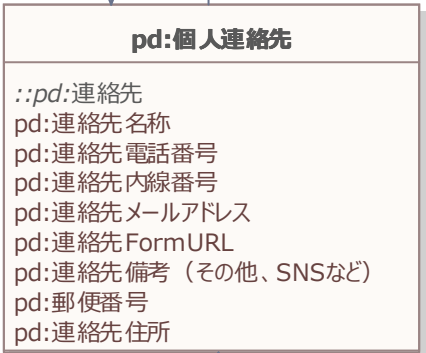 pd:個人連絡先
::pd:連絡先
pd:連絡先名称
pd:連絡先電話番号
pd:連絡先内線番号
pd:連絡先メールアドレス
pd:連絡先FormURL
pd:連絡先備考（その他、SNSなど）
pd:郵便番号
pd:連絡先住所